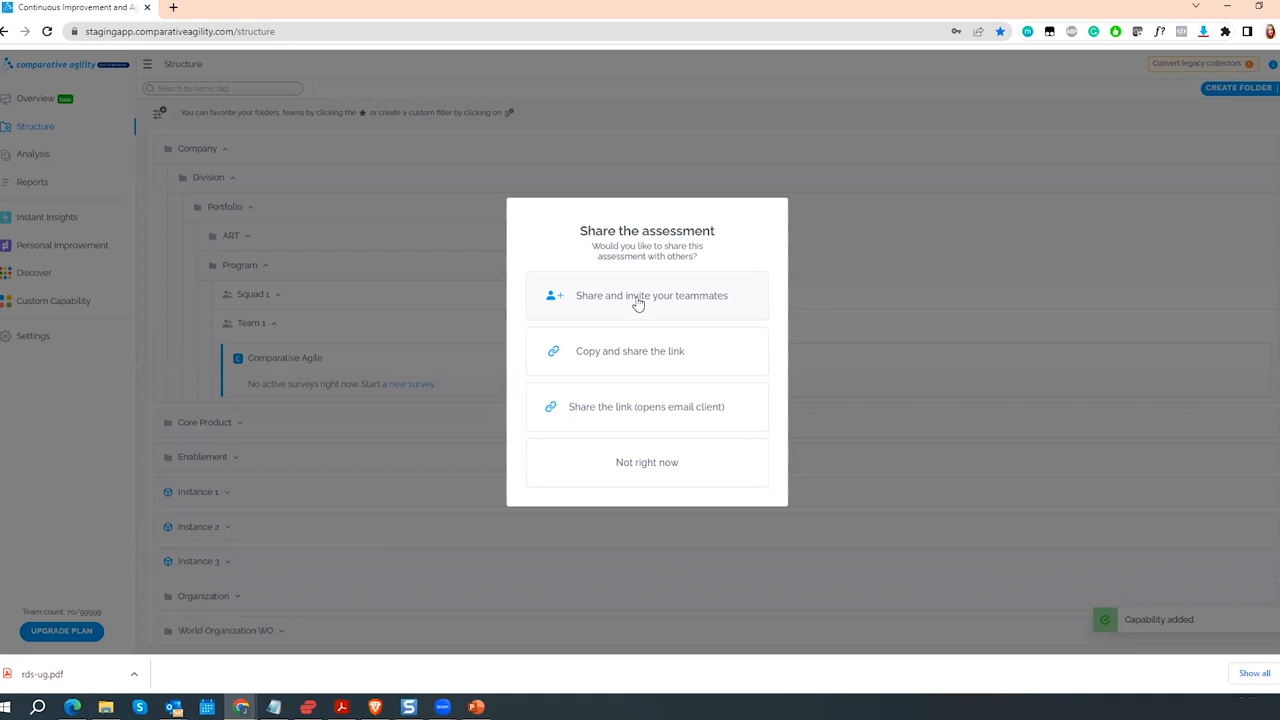 Continuous Improvement and Ag
stagingapp.comparativeagility.com/structure
comparative agility ENTERPRISE
Structure
Convert legacy collectors
Search by name, tag
CREATE FOLDER
Overview beta
You can favorite your folders, teams by clicking the ★ or create a custom filter by clicking on
Structure
Analysis
Reports
Instant Insights
Personal Improvement
Discover
Custom Capability
Settings
Company
Division
Portfolio
ART
Program
Squad 1
Team 1
Comparative Agile
No active surveys right now. Start a new survey
Core Product
Enablement
Instance 1
Instance 2
Instance 3
Organization
World Organization WO
Share the assessment
Would you like to share this
assessment with others?
Share and invite your teammates
Copy and share the link
Share the link (opens email client)
Not right now
Team count: 70/99999
UPGRADE PLAN
Capability added.
rds-ug.pdf
Show all